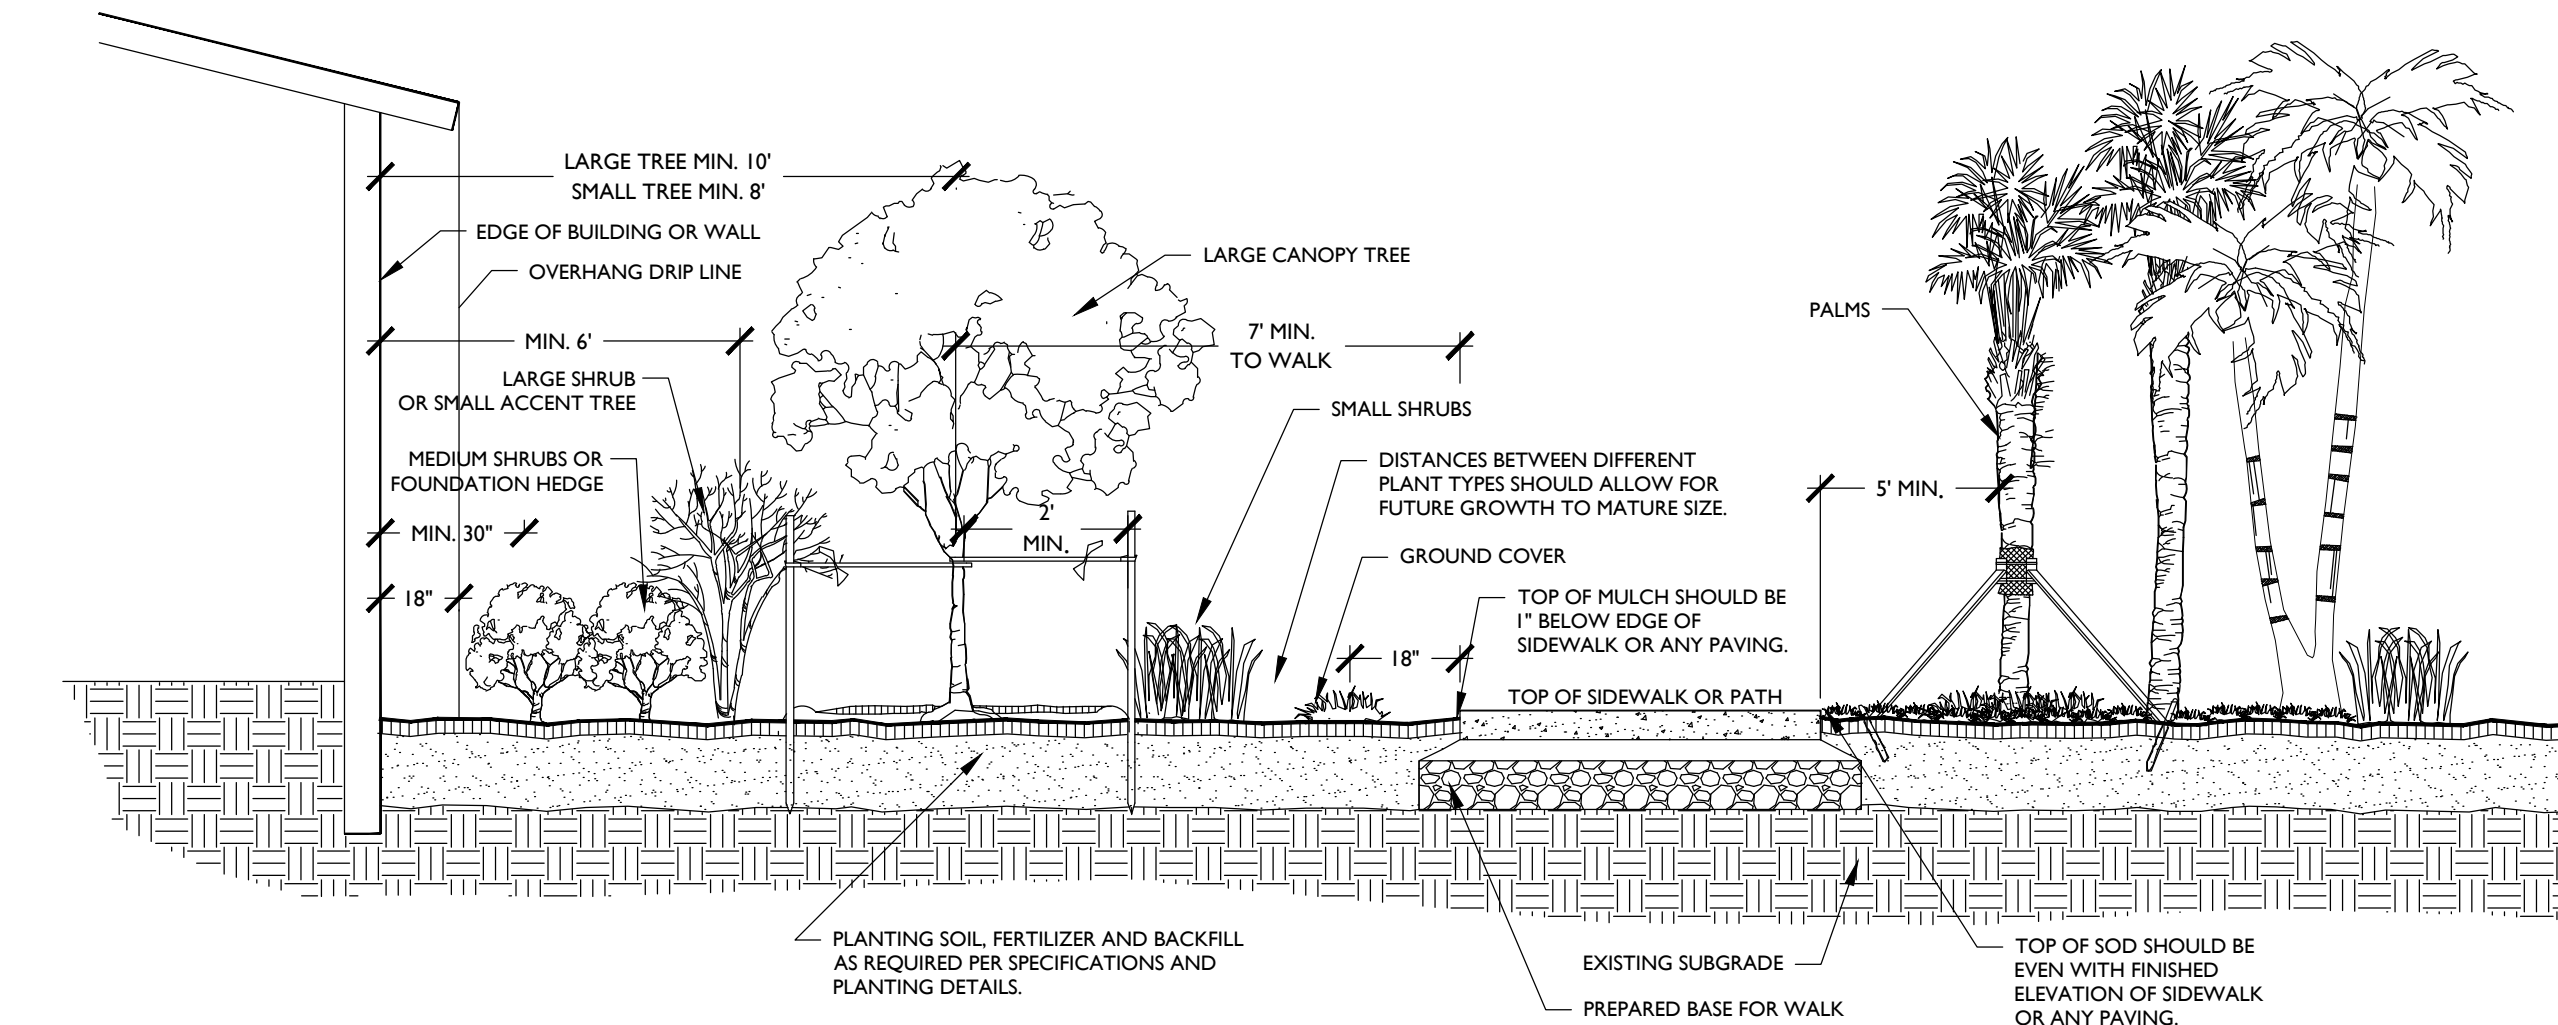 LARGE TREE MIN. 10'
SMALL TREE MIN. 8'
EDGE OF BUILDING OR WALL
OVERHANG DRIP LINE
LARGE CANOPY TREE
PALMS
MIN. 6'
7' MIN.
TO WALK
LARGE SHRUB
OR SMALL ACCENT TREE
SMALL SHRUBS
MEDIUM SHRUBS OR
FOUNDATION HEDGE
DISTANCES BETWEEN DIFFERENT
PLANT TYPES SHOULD ALLOW FOR
FUTURE GROWTH TO MATURE SIZE.
5' MIN.
MIN. 30"
2'
MIN.
GROUND COVER
18"
TOP OF MULCH SHOULD BE
1" BELOW EDGE OF
SIDEWALK OR ANY PAVING.
18"
TOP OF SIDEWALK OR PATH
PLANTING SOIL, FERTILIZER AND BACKFILL
AS REQUIRED PER SPECIFICATIONS AND
PLANTING DETAILS.
EXISTING SUBGRADE
PREPARED BASE FOR WALK
TOP OF SOD SHOULD BE
EVEN WITH FINISHED
ELEVATION OF SIDEWALK
OR ANY PAVING.